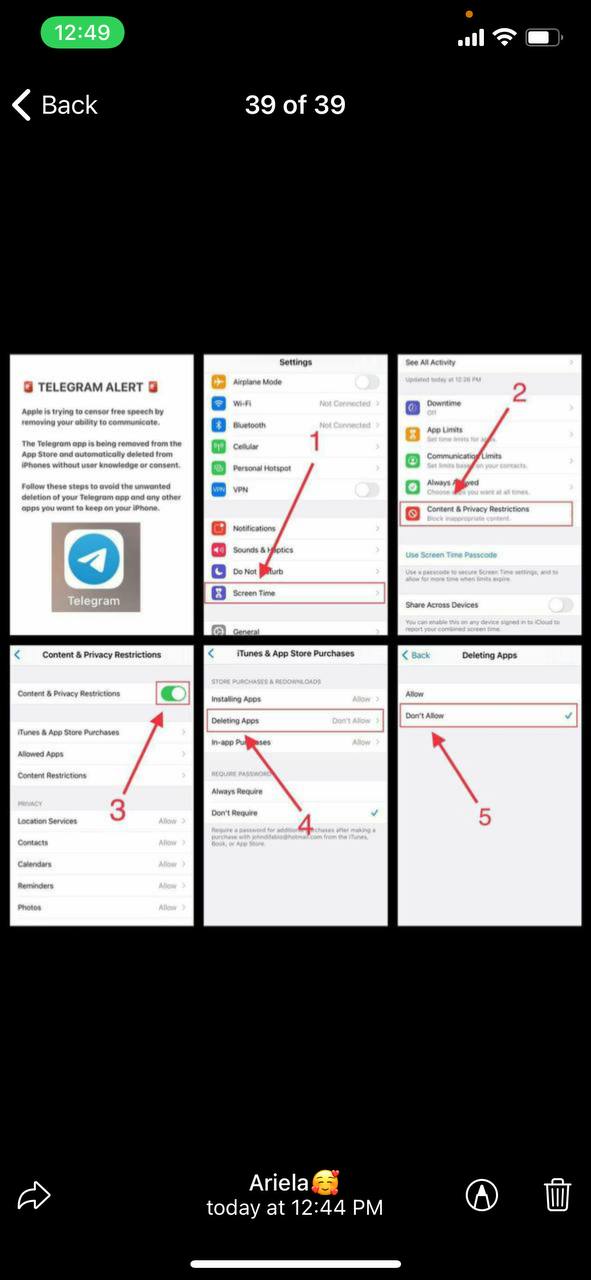 12:49
Back
39 of 39
🚨 TELEGRAM ALERT 🚨
Apple is trying to censor free speech by
removing your ability to communicate.
The Telegram app is being removed from the
App Store and automatically deleted from
iPhones without user knowledge or consent.
Follow these steps to avoid the unwanted
deletion of your Telegram app and any other
apps you want to keep on your iPhone.
Telegram
Settings
Airplane Mode
Wi-Fi Not Connected
Bluetooth Not Connected
1
Cellular
Personal Hotspot
VPN VPN
Notifications
Sounds & Haptics
Do Not Disturb
Screen Time
General
See All Activity
Updated today at 12:26 PM
2
Downtime
Off
App Limits
Set time limits for apps.
Communication Limits
Set limits based on your contacts.
Always Allowed
Choose apps you want at all times.
Content & Privacy Restrictions
Block inappropriate content.
Use Screen Time Passcode
Use a passcode to secure Screen Time settings, and to
allow for more time when limits expire.
Share Across Devices
You can enable this on any device signed in to iCloud to
report your combined screen time.
Content & Privacy Restrictions
Content & Privacy Restrictions
iTunes & App Store Purchases
Allowed Apps
Content Restrictions
3
PRIVACY
Location Services Allow
Contacts Allow
Calendars Allow
Reminders Allow
Photos Allow
iTunes & App Store Purchases
STORE PURCHASES & REDOWNLOADS
Installing Apps Allow
Deleting Apps Don't Allow
In-app Purchases Allow
REQUIRE PASSWORD
Always Require
Don't Require
4
Require a password for additional purchases after making a
purchase with johndifabio@hotmail.com from the iTunes,
Book, or App Store.
Back
Deleting Apps
Allow
Don't Allow
5
Ariela🥰
today at 12:44 PM